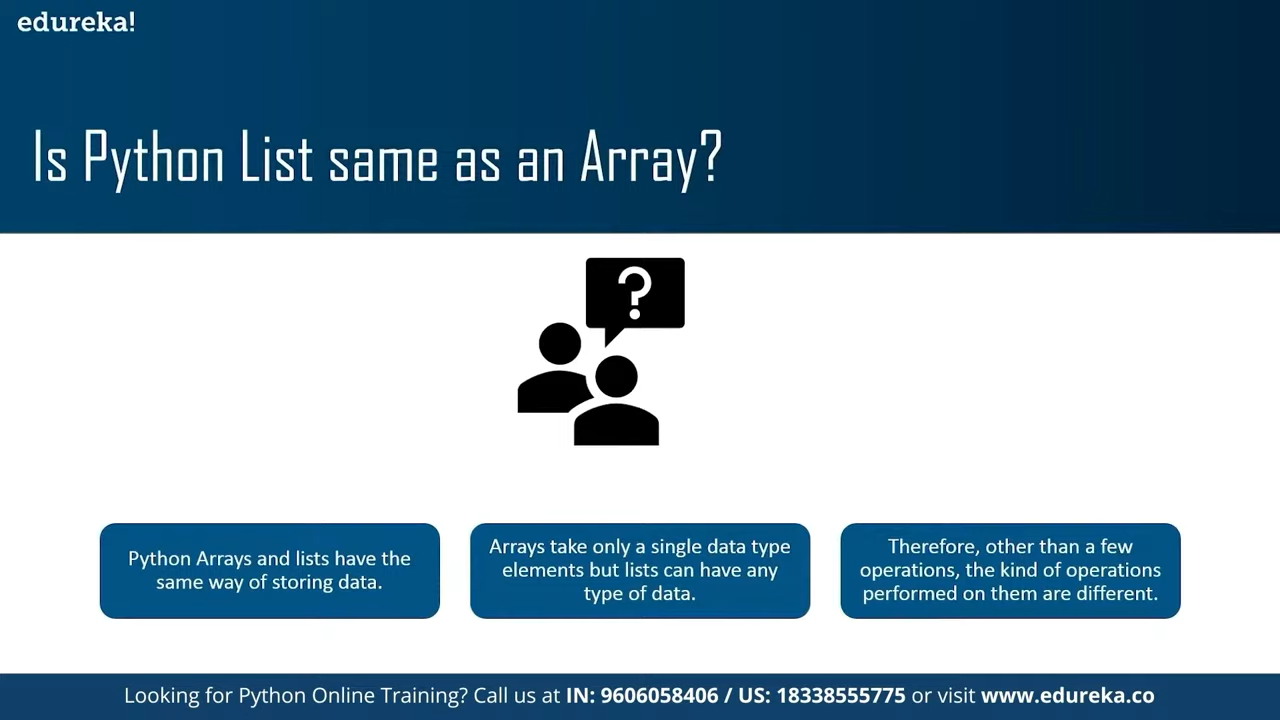 edureka!
Is Python List same as an Array?
?
Python Arrays and lists have the
same way of storing data.
Arrays take only a single data type
elements but lists can have any
type of data.
Therefore, other than a few
operations, the kind of operations
performed on them are different.
Looking for Python Online Training? Call us at IN: 9606058406 / US: 18338555775 or visit www.edureka.co